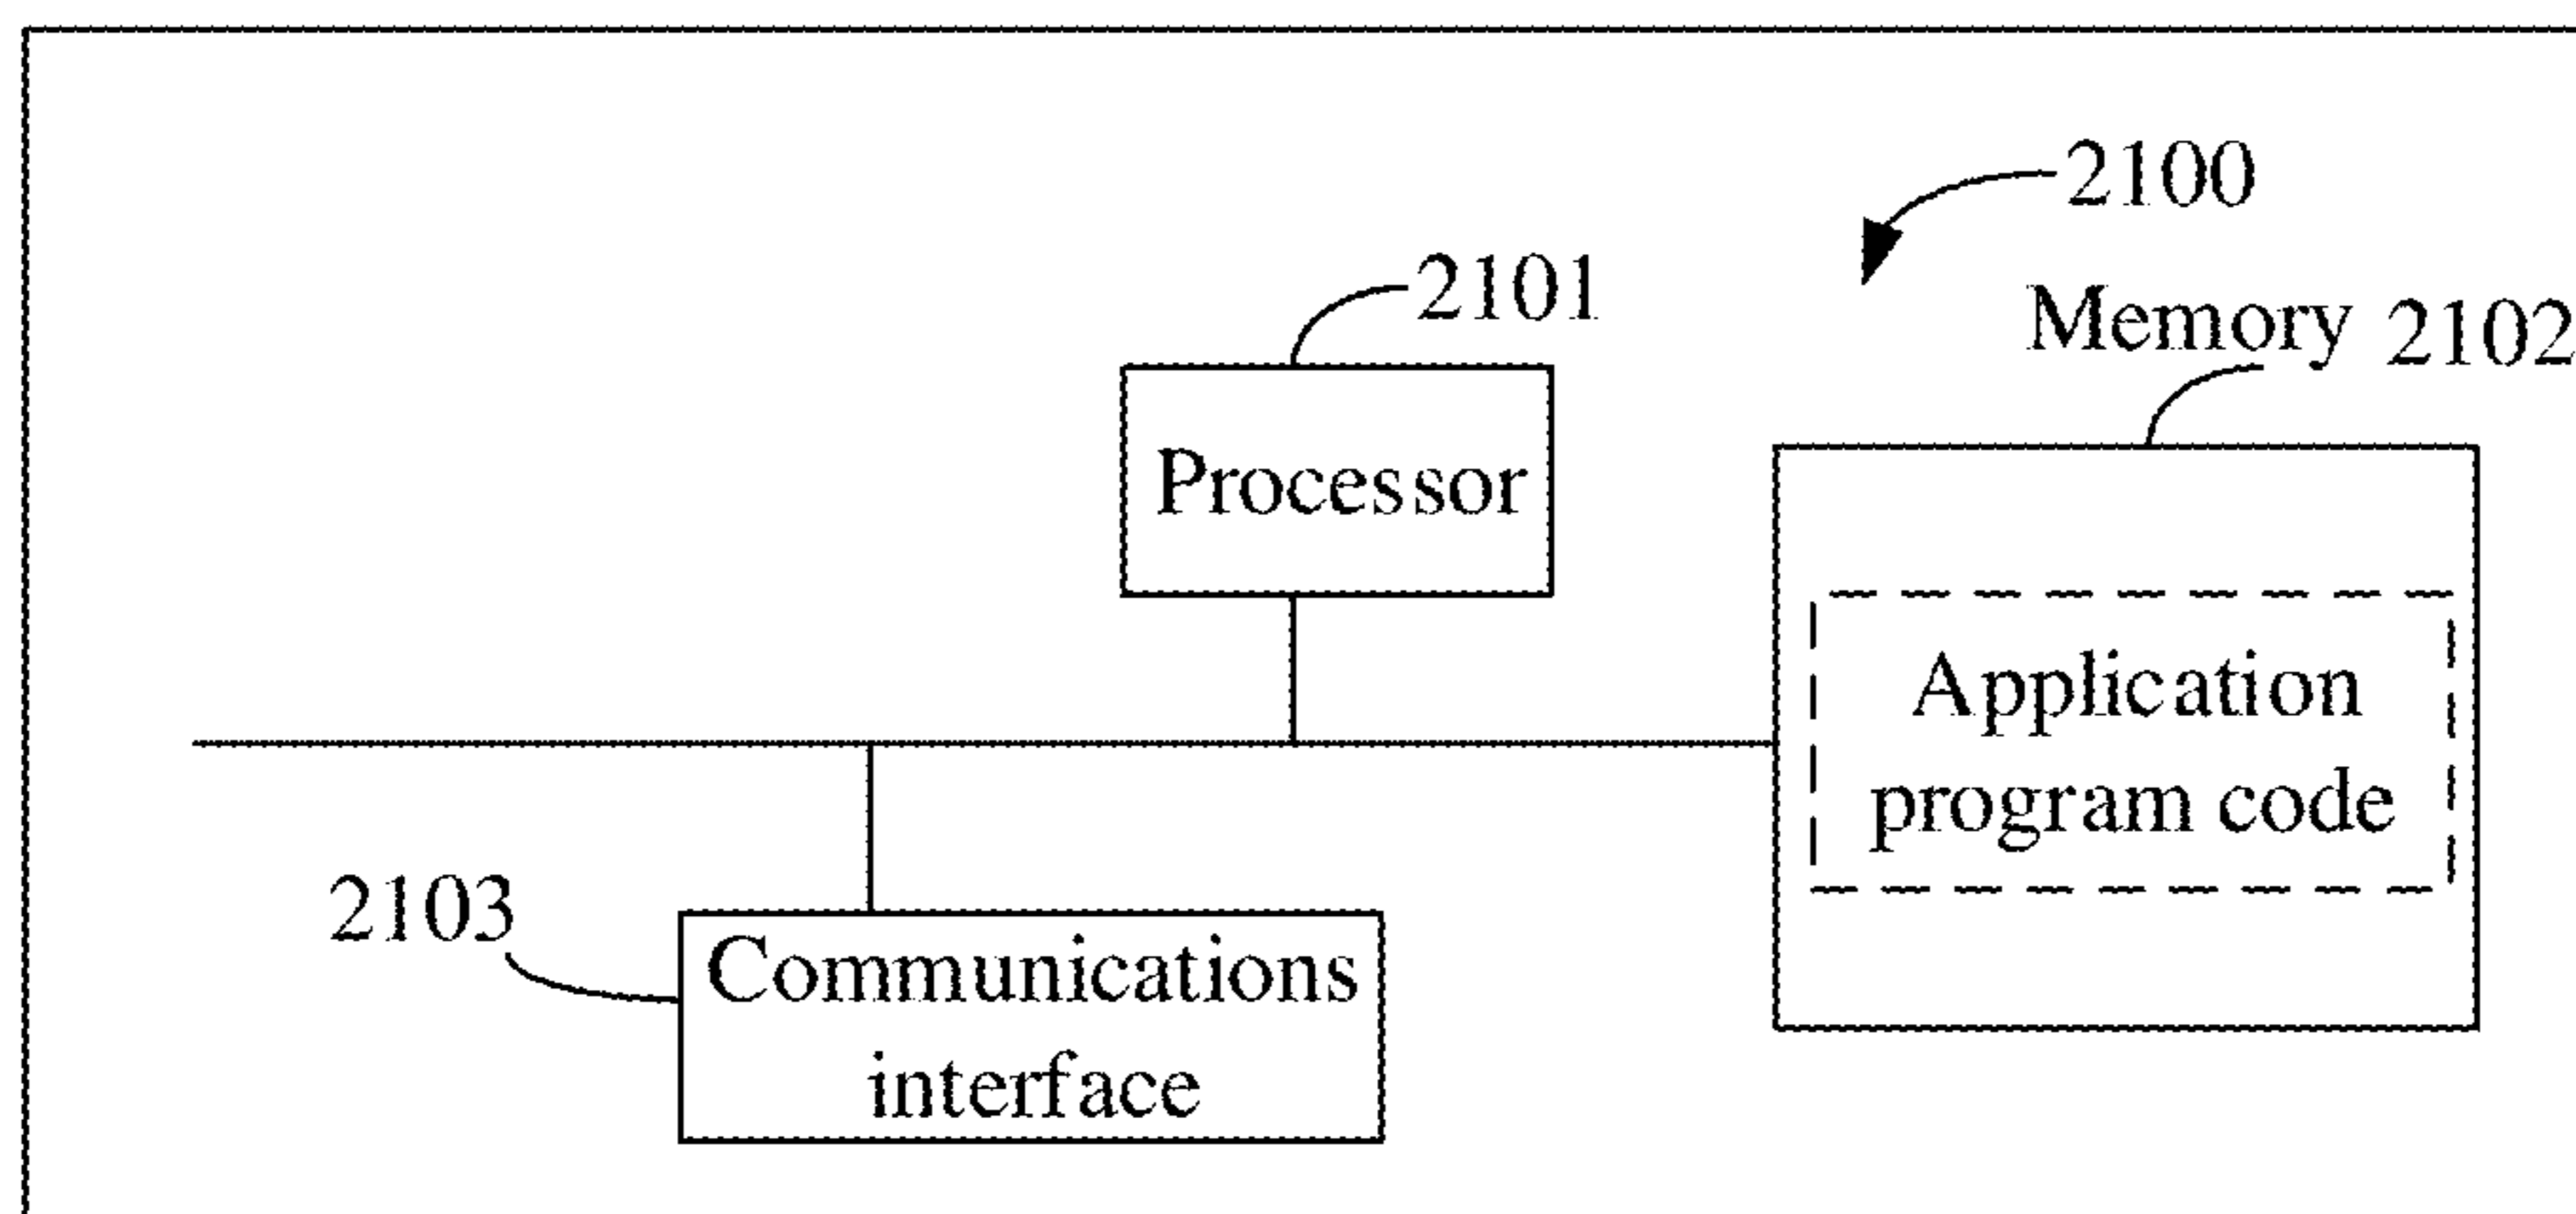 2100
2101
Memory 2102
Processor
Application
program code
2103
Communications
interface